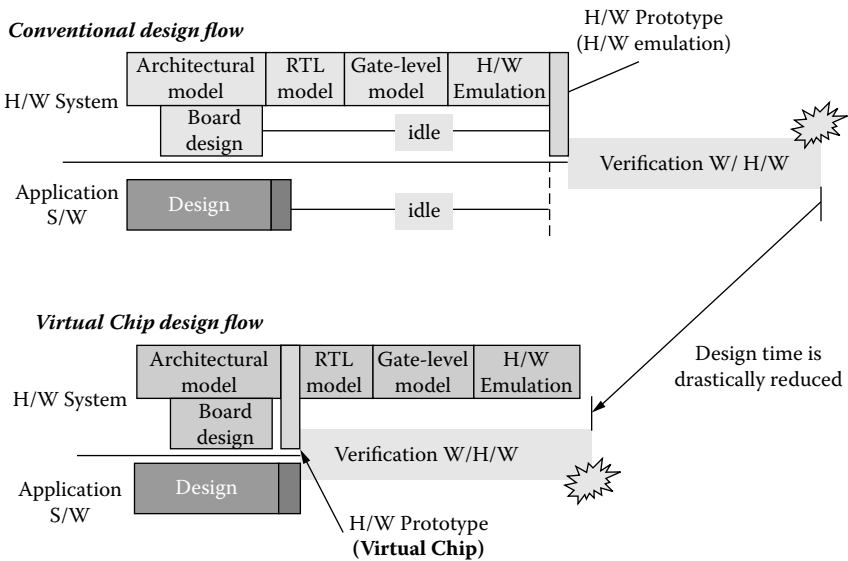 Conventional design flow
H/W Prototype
(H/W emulation)
H/W System
Architectural
model
RTL
model
Gate-level
model
H/W
Emulation
Board
design
idle
Verification W/ H/W
Application
S/W
Design
idle
Virtual Chip design flow
H/W System
Architectural
model
RTL
model
Gate-level
model
H/W
Emulation
Design time is
drastically reduced
Board
design
Verification W/H/W
Application
S/W
Design
H/W Prototype
(Virtual Chip)